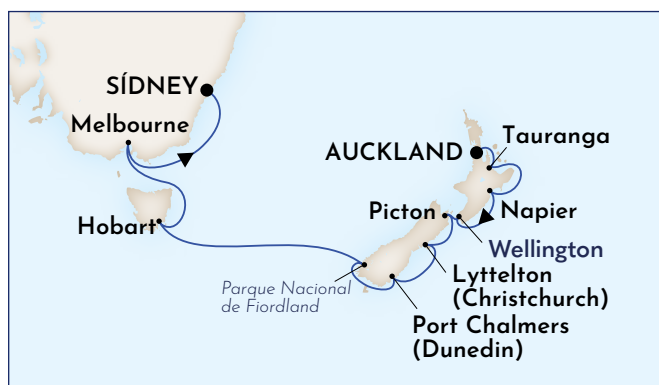 SÍDNEY
Melbourne
Hobart
AUCKLAND
Tauranga
Napier
Picton
Wellington
Lyttelton
(Christchurch)
Port Chalmers
(Dunedin)
Parque Nacional
de Fiordland